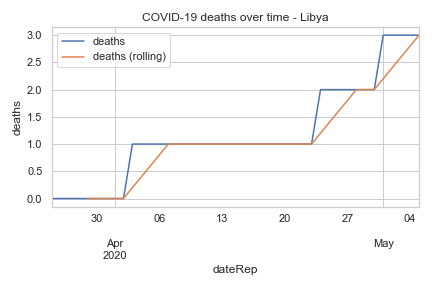 COVID-19 deaths over time - Libya
deaths
deaths (rolling)
deaths
3.0
2.5
2.0
1.5
1.0
0.5
0.0
30 06 13 20 27 04
Apr May
2020
dateRep